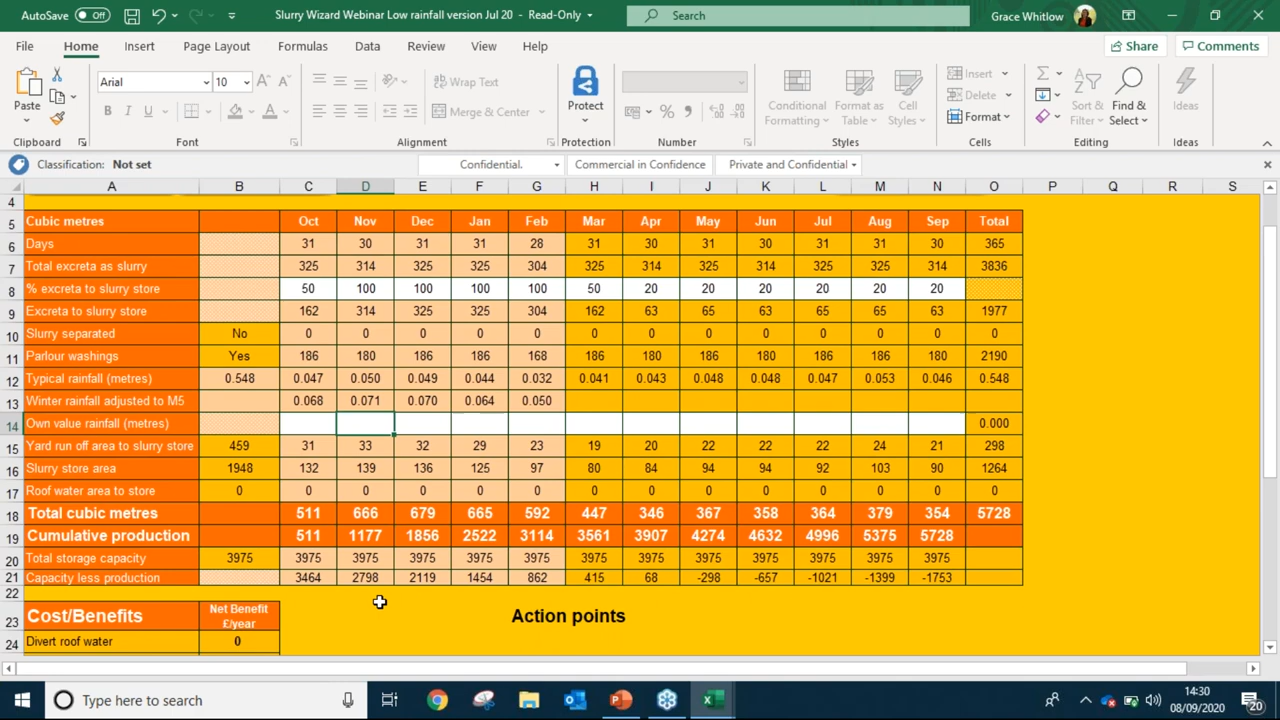 AutoSave Off Slurry Wizard Webinar Low rainfall version Jul 20 - Read-Only Search Grace Whitlow
File Home Insert Page Layout Formulas Data Review View Help Share Comments
Paste Arial 10 B I U Wrap Text Merge & Center Protect % Conditional Formatting Format as Table Cell Styles Insert Delete Format Sort & Filter Find & Select Ideas
Clipboard Font Alignment Protection Number Styles Cells Editing Ideas
Classification: Not set Confidential. Commercial in Confidence Private and Confidential
A B C D E F G H I J K L M N O P Q R S
4
5 Cubic metres Oct Nov Dec Jan Feb Mar Apr May Jun Jul Aug Sep Total
6 Days 31 30 31 31 28 31 30 31 30 31 31 30 365
7 Total excreta as slurry 325 314 325 325 304 325 314 325 314 325 325 314 3836
8 % excreta to slurry store 50 100 100 100 100 50 20 20 20 20 20 20
9 Excreta to slurry store 162 314 325 325 304 162 63 65 63 65 65 63 1977
10 Slurry separated No 0 0 0 0 0 0 0 0 0 0 0 0 0
11 Parlour washings Yes 186 180 186 186 168 186 180 186 180 186 186 180 2190
12 Typical rainfall (metres) 0.548 0.047 0.050 0.049 0.044 0.032 0.041 0.043 0.048 0.048 0.047 0.053 0.046 0.548
13 Winter rainfall adjusted to M5 0.068 0.071 0.070 0.064 0.050
14 Own value rainfall (metres) 0.000
15 Yard run off area to slurry store 459 31 33 32 29 23 19 20 22 22 22 24 21 298
16 Slurry store area 1948 132 139 136 125 97 80 84 94 94 92 103 90 1264
17 Roof water area to store 0 0 0 0 0 0 0 0 0 0 0 0 0 0
18 Total cubic metres 511 666 679 665 592 447 346 367 358 364 379 354 5728
19 Cumulative production 511 1177 1856 2522 3114 3561 3907 4274 4632 4996 5375 5728
20 Total storage capacity 3975 3975 3975 3975 3975 3975 3975 3975 3975 3975 3975 3975 3975
21 Capacity less production 3464 2798 2119 1454 862 415 68 -298 -657 -1021 -1399 -1753
22
23 Cost/Benefits Net Benefit £/year Action points
24 Divert roof water 0
Type here to search 14:30
08/09/2020 20